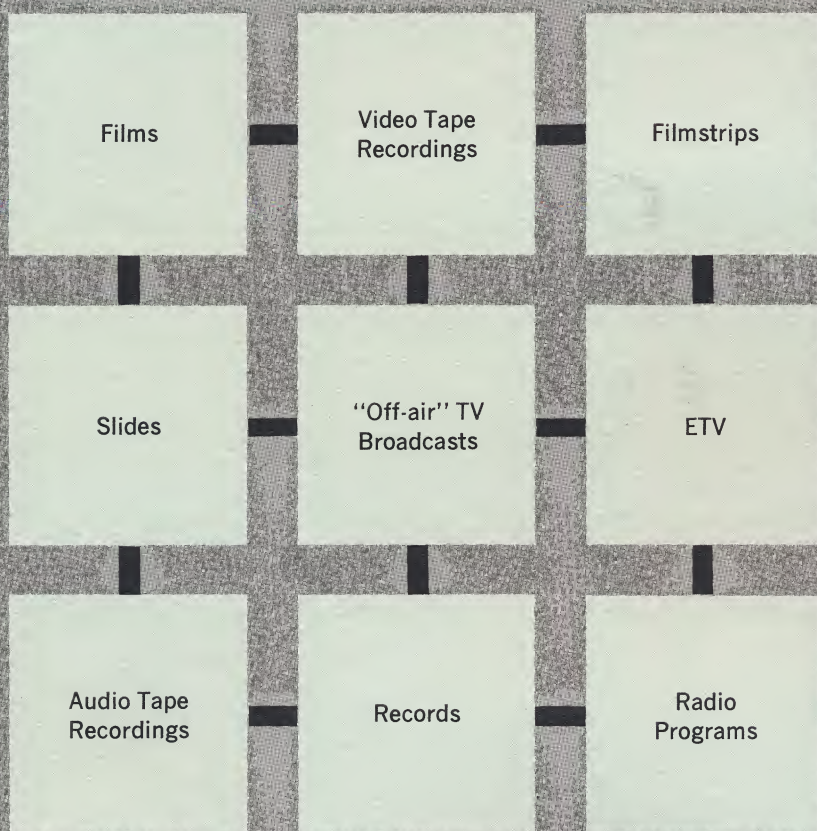 Films
Video Tape
Recordings
Filmstrips
Slides
“Off-air” TV
Broadcasts
ETV
Audio Tape
Recordings
Records
Radio
Programs